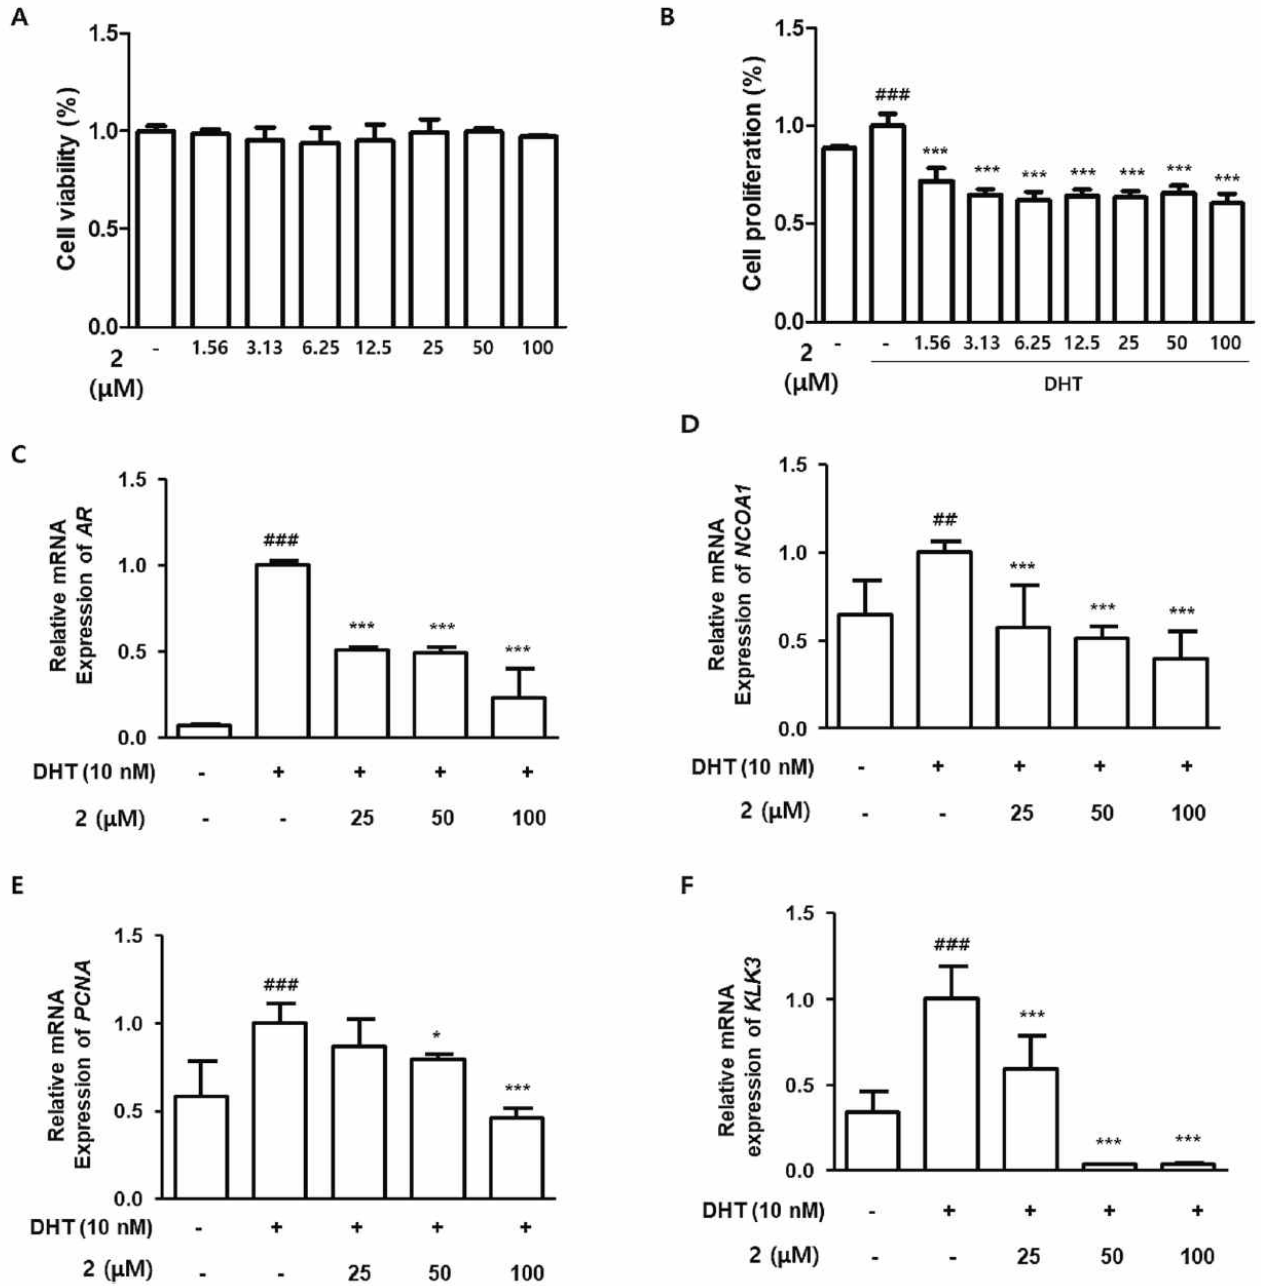 A
1.5
1.0
0.5
0.0
Cell viability (%)
2
(µM)
- 1.56 3.13 6.25 12.5 25 50 100
B
1.5
1.0
0.5
0.0
Cell proliferation (%)
###
*** *** *** *** *** *** ***
2
(µM)
- - 1.56 3.13 6.25 12.5 25 50 100
DHT
C
1.5
1.0
0.5
0.0
Relative mRNA
Expression of AR
###
*** *** ***
DHT (10 nM) - + + + +
2 (µM) - - 25 50 100
D
1.5
1.0
0.5
0.0
Relative mRNA
Expression of NCOA1
##
*** *** ***
DHT (10 nM) - + + + +
2 (µM) - - 25 50 100
E
1.5
1.0
0.5
0.0
Relative mRNA
Expression of PCNA
###
* ***
DHT (10 nM) - + + + +
2 (µM) - - 25 50 100
F
1.5
1.0
0.5
0.0
Relative mRNA
expression of KLK3
###
*** *** ***
DHT (10 nM) - + + + +
2 (µM) - - 25 50 100